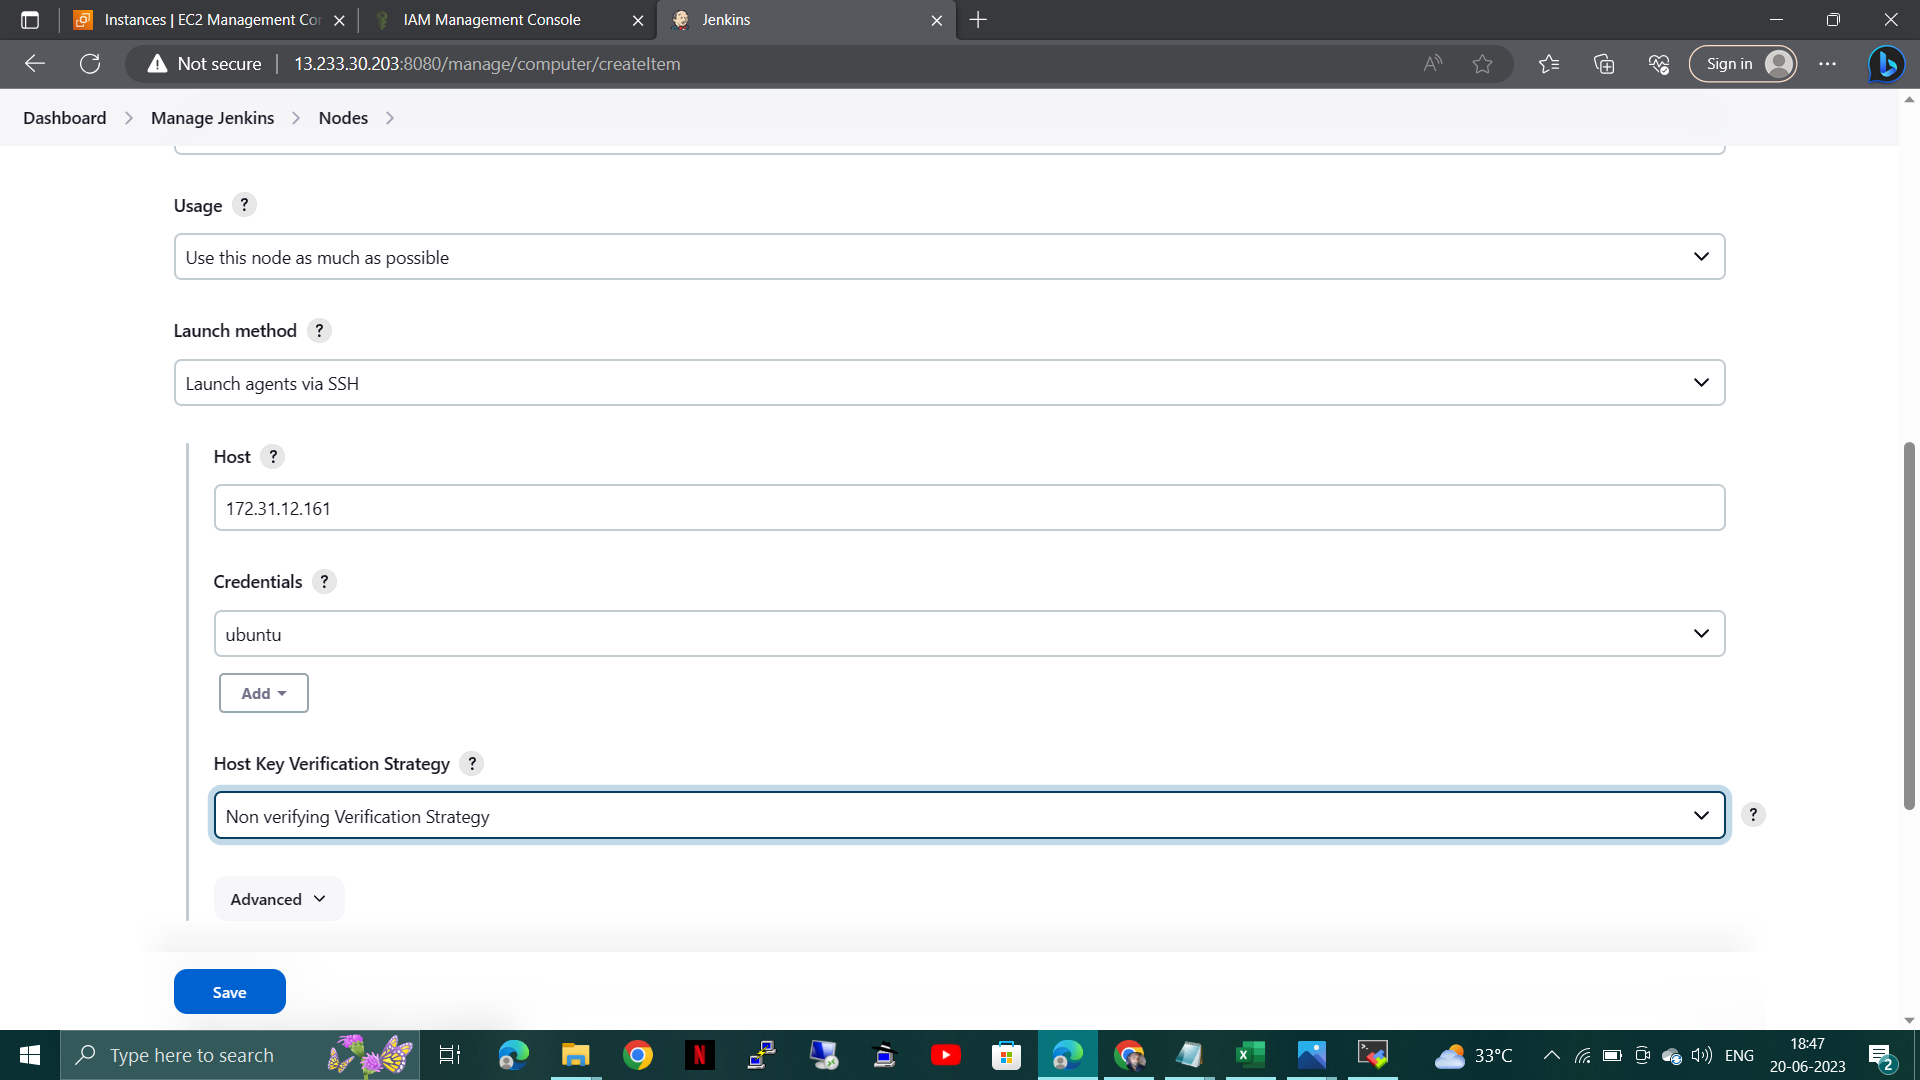 Instances | EC2 Management Co
IAM Management Console
Jenkins
Not secure
13.233.30.203:8080/manage/computer/createItem
Sign in
Dashboard
Manage Jenkins
Nodes
Usage ?
Use this node as much as possible
Launch method ?
Launch agents via SSH
Host ?
172.31.12.161
Credentials ?
ubuntu
Add
Host Key Verification Strategy ?
Non verifying Verification Strategy
?
Advanced
Save
Type here to search
33°C
ENG
18:47
20-06-2023
2